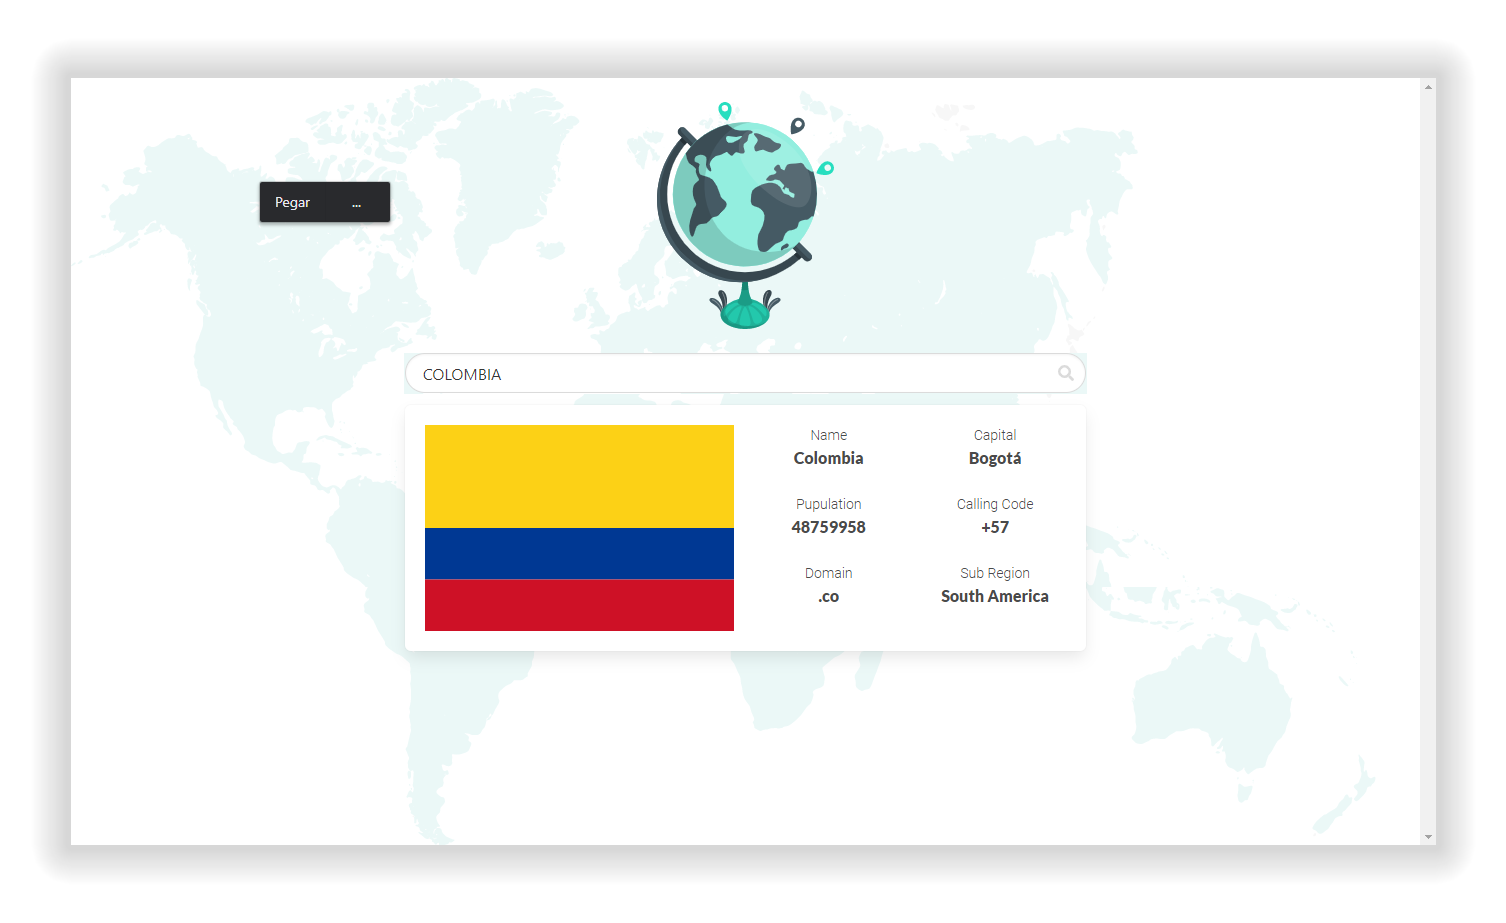 Pegar ...
COLOMBIA
Name Capital
Colombia Bogotá
Pupulation Calling Code
48759958 +57
Domain Sub Region
.co South America